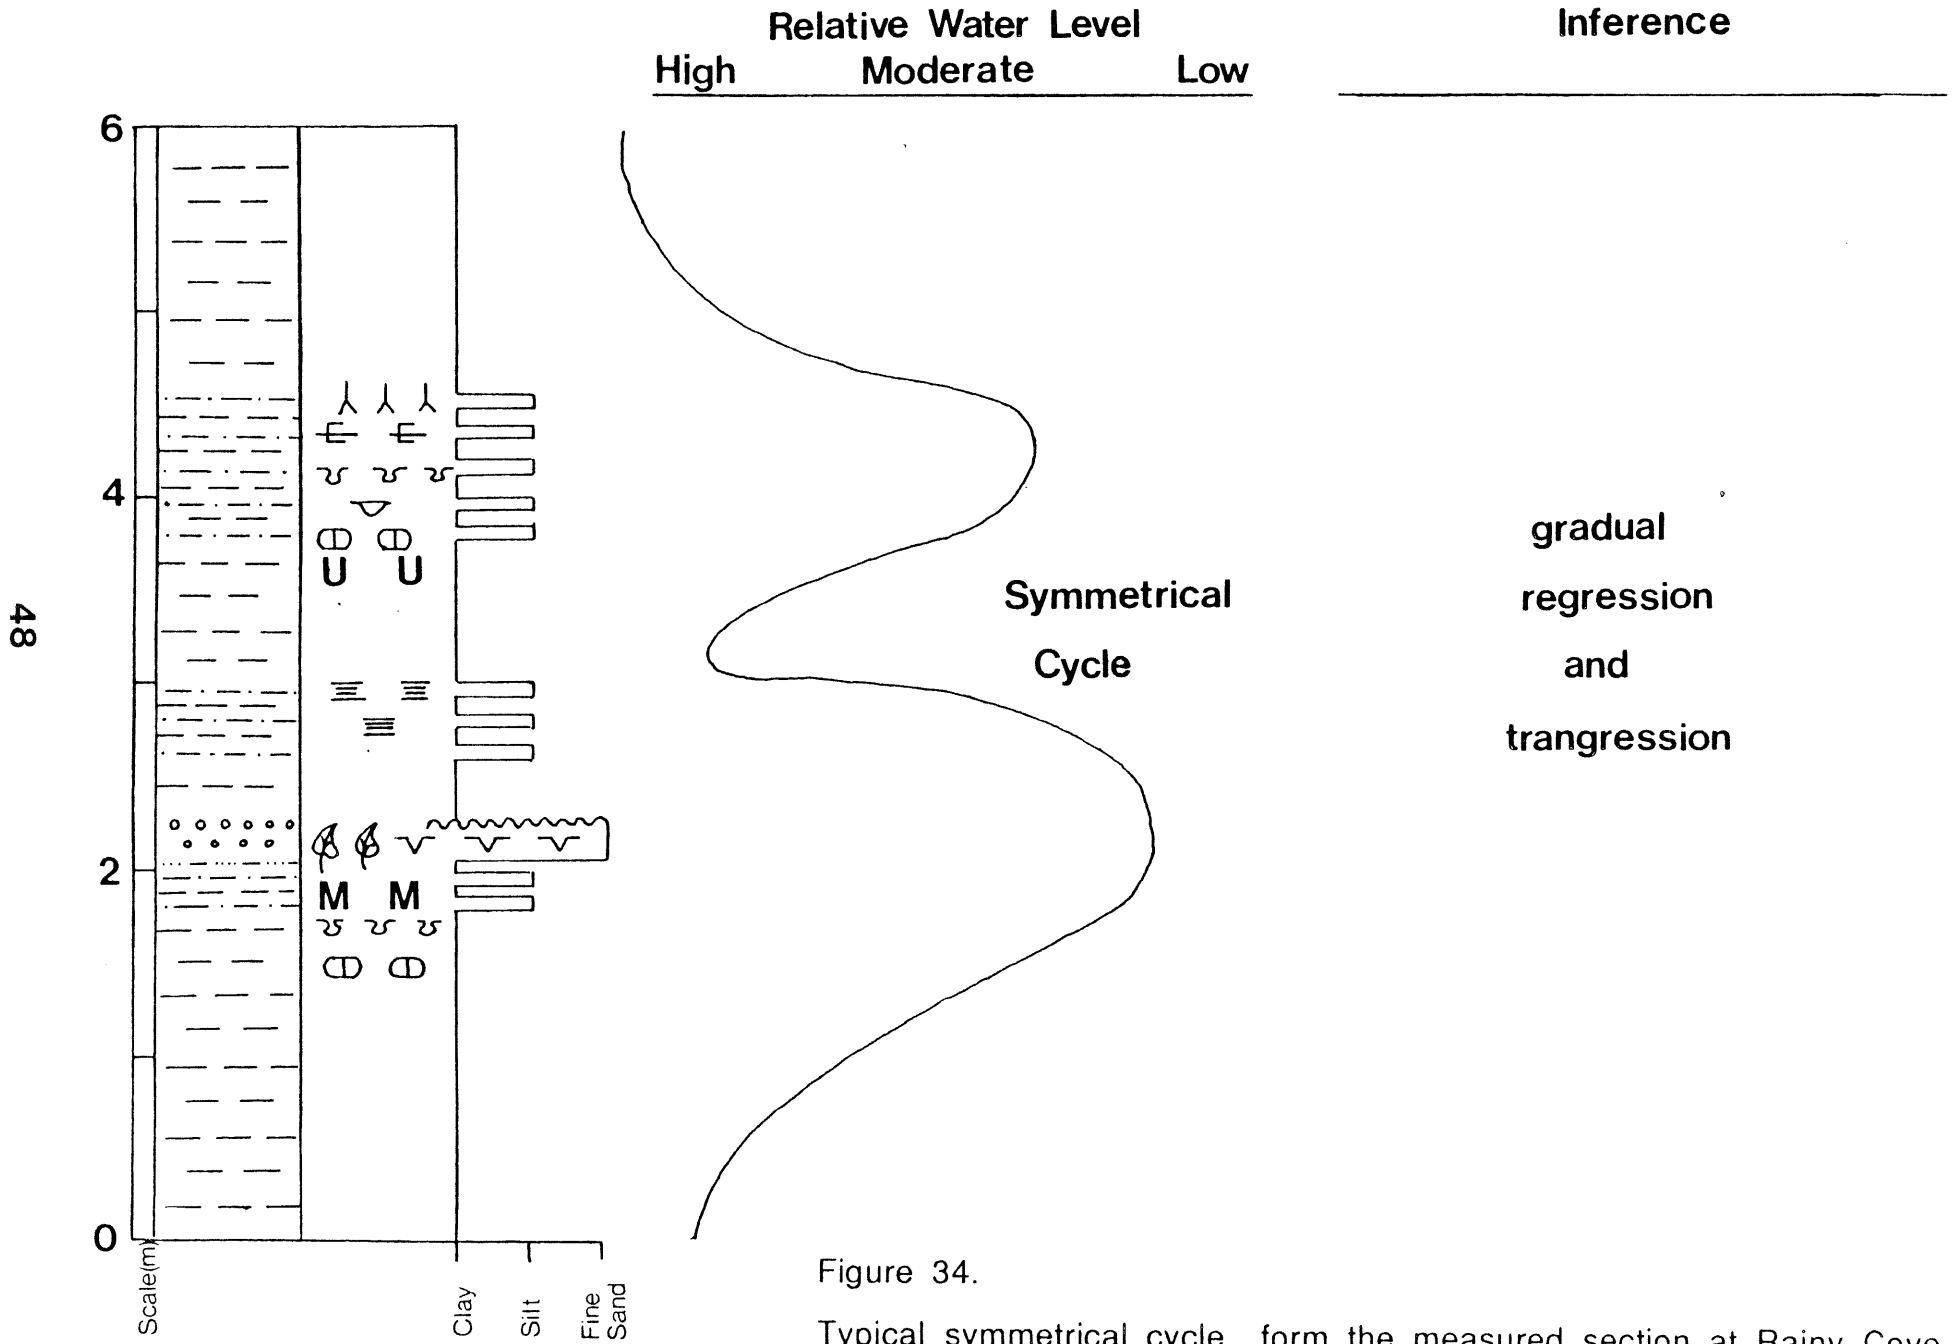 Relative Water Level
High Moderate Low
Inference
6
4
2
0
48
U U
M M
Symmetrical
Cycle
gradual
regression
and
trangression
Scale(m)
Clay
Silt
Fine
Sand
Figure 34.
Typical symmetrical cycle form the measured section at Rainy Cove